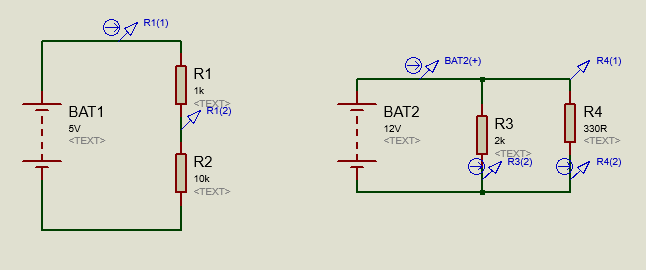 R1(1)
R1
1k
<TEXT>
R1(2)
BAT1
5V
<TEXT>
R2
10k
<TEXT>
BAT2(+)
R4(1)
BAT2
12V
<TEXT>
R3
2k
<TEXT>
R3(2)
R4
330R
<TEXT>
R4(2)